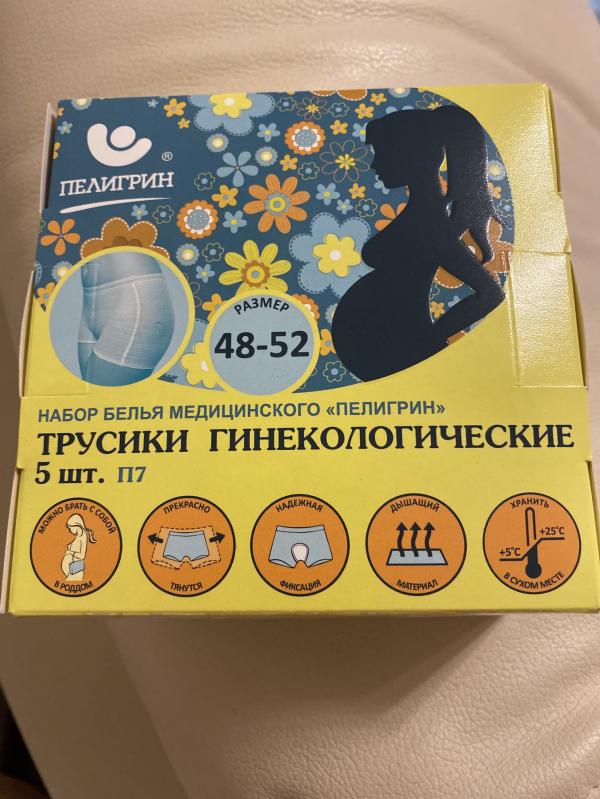 ®
ПЕЛИГРИН
РАЗМЕР
48-52
НАБОР БЕЛЬЯ МЕДИЦИНСКОГО «ПЕЛИГРИН»
ТРУСИКИ ГИНЕКОЛОГИЧЕСКИЕ
5 шт. П7
МОЖНО БРАТЬ С СОБОЙ
В РОДДОМ
ПРЕКРАСНО
ТЯНУТСЯ
НАДЕЖНАЯ
ФИКСАЦИЯ
ДЫШАЩИЙ
МАТЕРИАЛ
ХРАНИТЬ
+25°C
+5°C
В СУХОМ МЕСТЕ